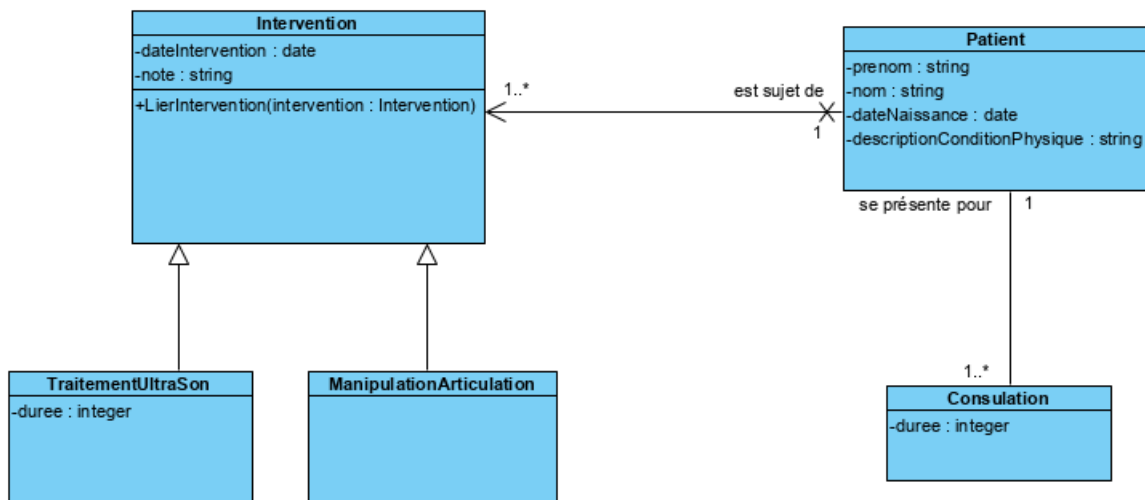 Intervention
-dateIntervention : date
-note : string
+LierIntervention(intervention : Intervention)
1..*
est sujet de
1
Patient
-prenom : string
-nom : string
-dateNaissance : date
-descriptionConditionPhysique : string
se présente pour
1
TraitementUltraSon
-duree : integer
ManipulationArticulation
1..*
Consulation
-duree : integer